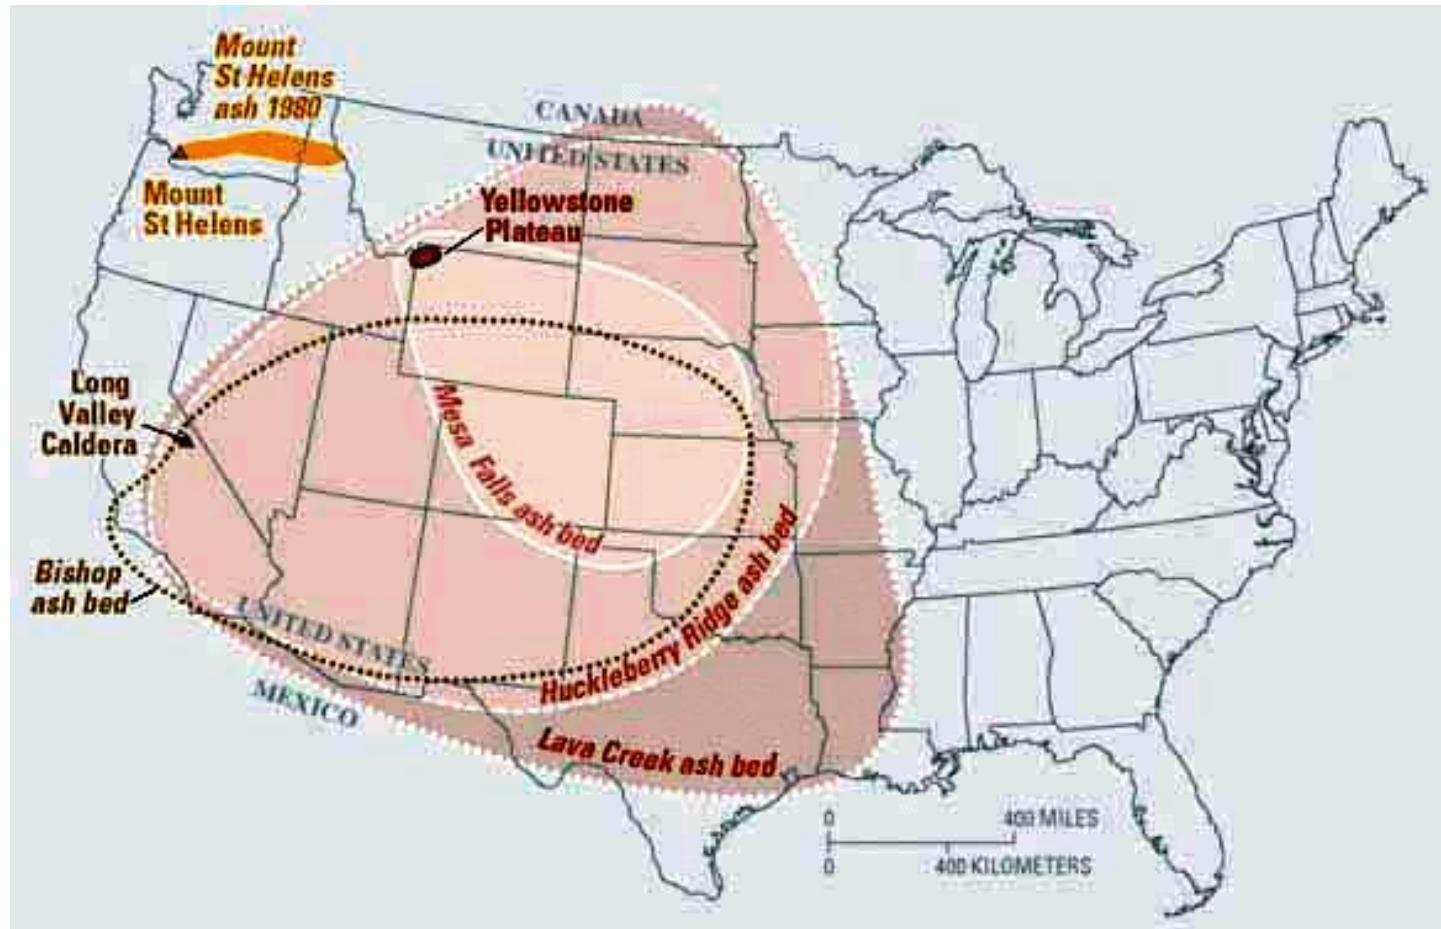 Mount
St Helens
ash 1980
CANADA
UNITED STATES
Mount
St Helens
Yellowstone
Plateau
Long
Valley
Caldera
Mesa Falls ash bed
Bishop
ash bed
Huckleberry Ridge ash bed
UNITED STATES
MEXICO
Lava Creek ash bed
0 400 MILES
0 400 KILOMETERS